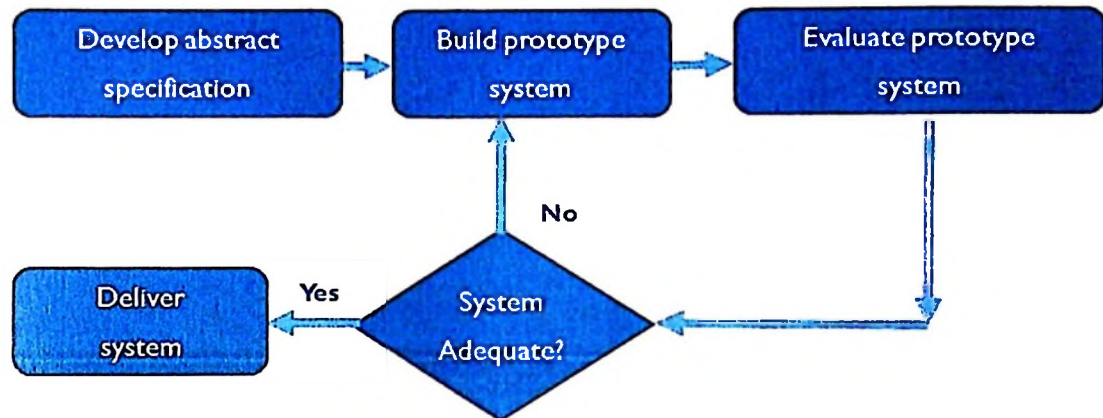 Develop abstract
specification
Build prototype
system
Evaluate prototype
system
No
Yes
Deliver
system
System
Adequate?